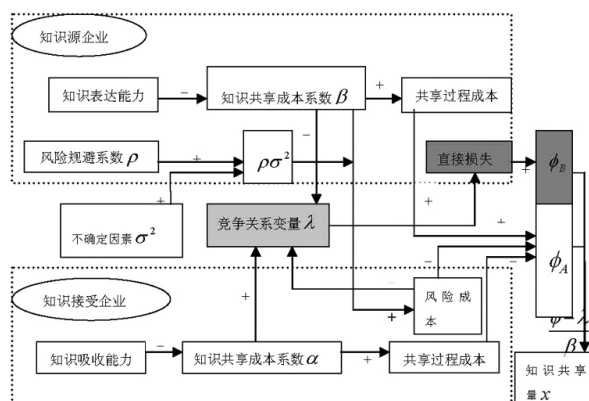 知识源企业
知识表达能力
−
知识共享成本系数 β
+
共享过程成本
−
风险规避系数 ρ
+
ρσ²
直接损失
+
ϕB
不确定因素 σ²
+
竞争关系变量 λ
+
+
ϕA
−
−
知识接受企业
+
+
风险成
本
知识吸收能力
−
知识共享成本系数 α
+
共享过程成本
φ−λ
β
知识共享
量 x